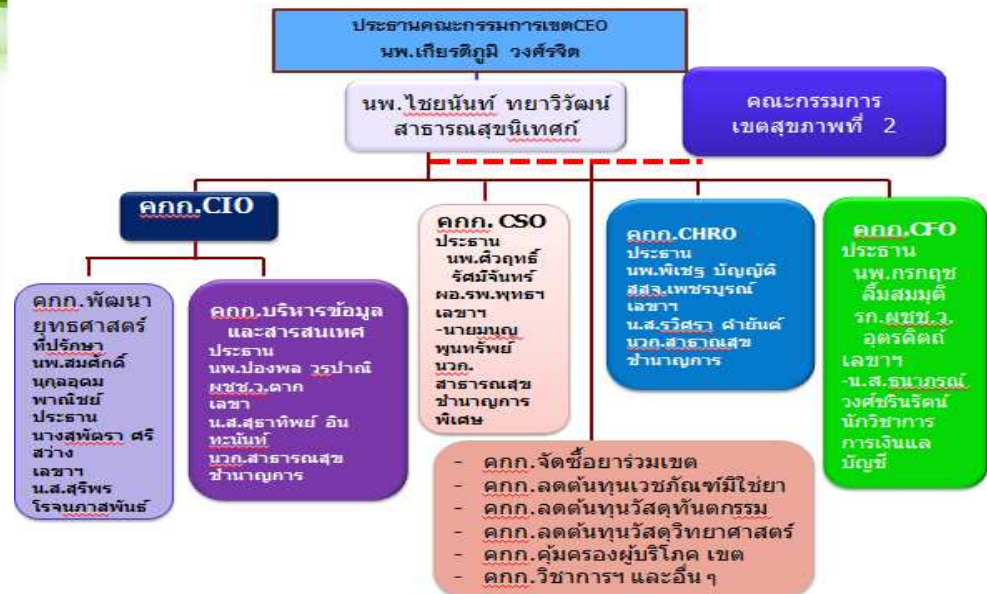 ประธานคณะกรรมการเขตCEO
นพ.เกียรติภูมิ วงศ์รจิต
นพ.ไชยนันท์ ทยาวิวัฒน์
สาธารณสุขนิเทศก์
คณะกรรมการ
เขตสุขภาพที่ 2
คกก.CIO
คกก.พัฒนา
ยุทธศาสตร์
ที่ปรึกษา
นพ.สมศักดิ์
นุกูลอุดม
พาณิชย์
ประธาน
นางสุพัตรา ศรี
สว่าง
เลขาฯ
น.ส.สุรีพร
โรจนภาสพันธ์
คกก.บริหารข้อมูล
และสารสนเทศ
ประธาน
นพ.ปองพล วรปาณิ
ผชช.ว.ตาก
เลขา
น.ส.สุธาทิพย์ อิน
ทะนันท์
นวก.สาธารณสุข
ชำนาญการ
คกก. CSO
ประธาน
นพ.ศิวฤทธิ์
รัศมีจันทร์
ผอ.รพ.พุทธฯ
เลขาฯ
-นายมนูญ
พูนทรัพย์
นวก.
สาธารณสุข
ชำนาญการ
พิเศษ
คกก.CHRO
ประธาน
นพ.พิเชฐ บัญญัติ
สสจ.เพชรบูรณ์
เลขาฯ
น.ส.รวิศรา คำยันต์
นวก.สาธาณสุข
ชำนาญการ
คกก.CFO
ประธาน
นพ.กรกฤช
ลิ้มสมมุติ
รก.ผชช.ว.
อุตรดิตถ์
เลขาฯ
-น.ส.ธนาภรณ์
วงศ์ชรินรัตน์
นักวิชาการ
การเงินแล
บัญชี
- คกก.จัดซื้อยาร่วมเขต
- คกก.ลดต้นทุนเวชภัณฑ์มิใช่ยา
- คกก.ลดต้นทุนวัสดุทันตกรรม
- คกก.ลดต้นทุนวัสดุวิทยาศาสตร์
- คกก.คุ้มครองผู้บริโภค เขต
- คกก.วิชาการฯ และอื่น ๆ